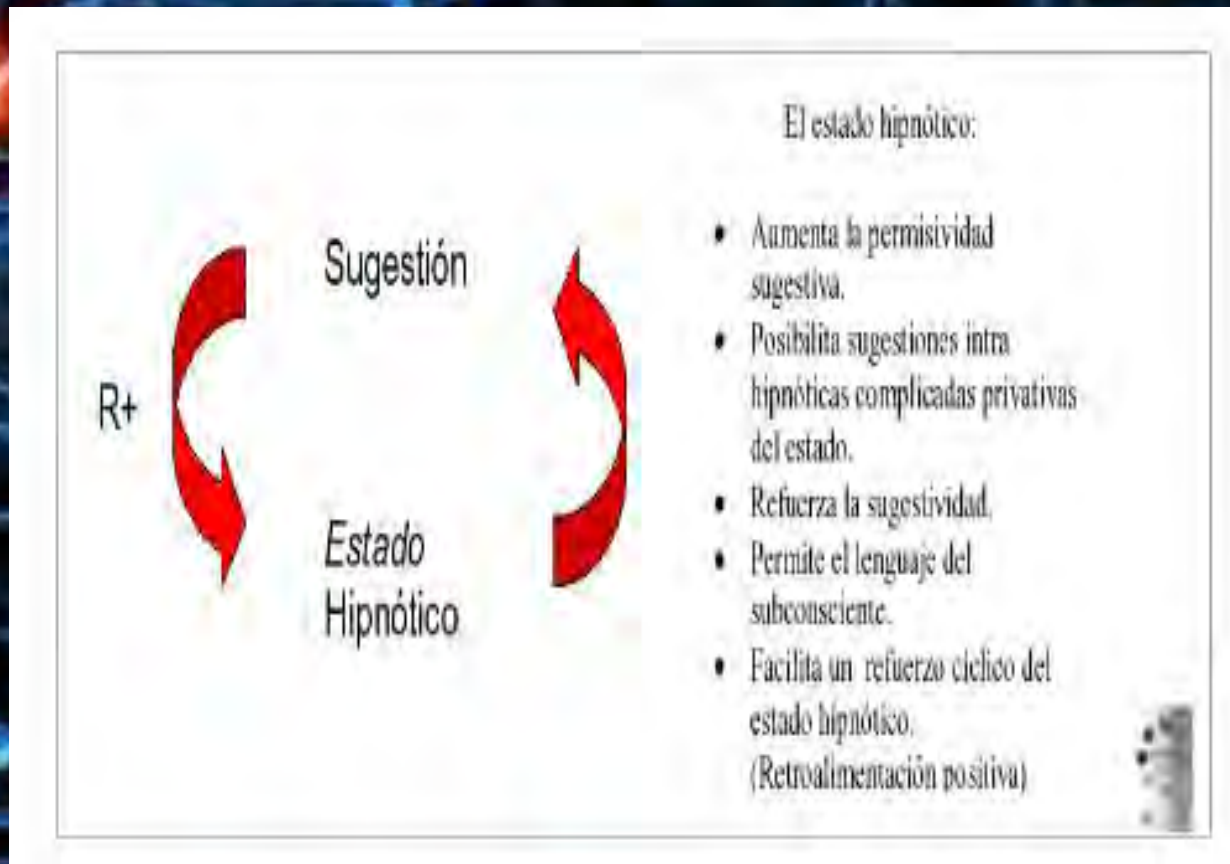 Sugestión
R+
Estado
Hipnótico
El estado hipnótico:
• Aumenta la permisividad
sugestiva.
• Posibilita sugestiones intra
hipnóticas complicadas privativas
del estado.
• Refuerza la sugestividad.
• Permite el lenguaje del
subconsciente.
• Facilita un refuerzo cíclico del
estado hipnótico.
(Retroalimentación positiva)